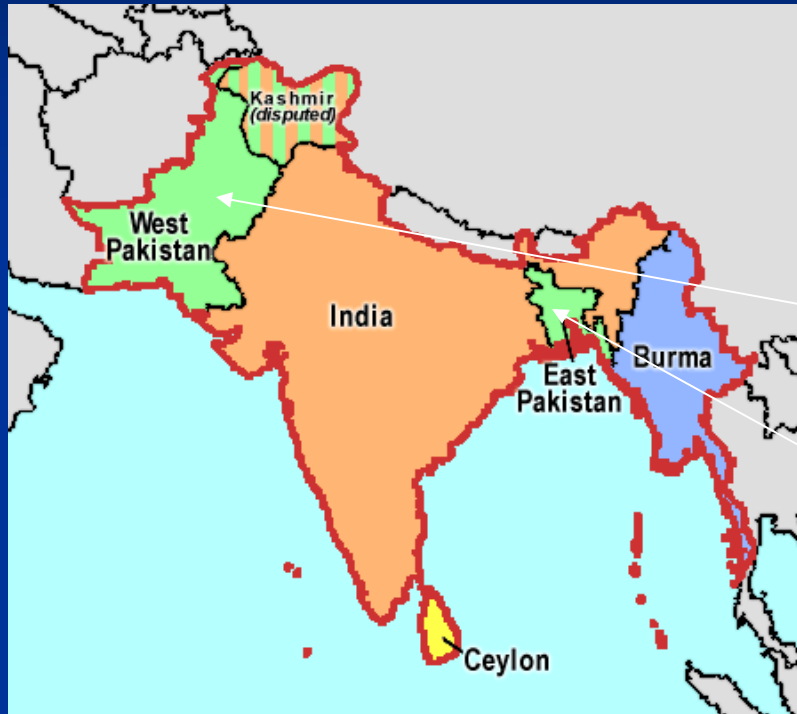 Kashmir
(disputed)
West
Pakistan
India
Burma
East
Pakistan
Ceylon